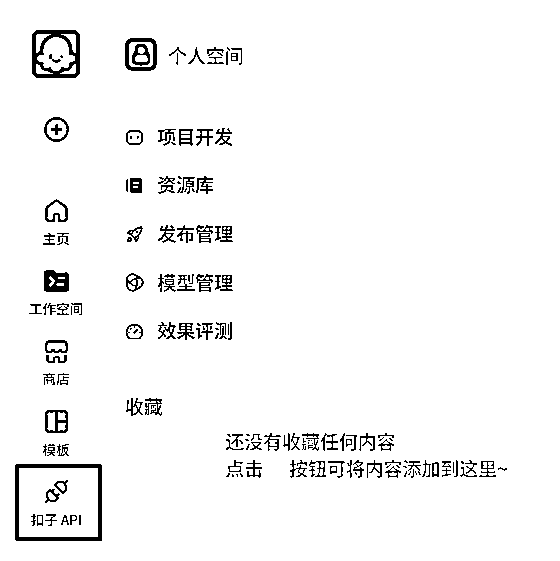 个人空间
项目开发
资源库
主页
发布管理
工作空间
模型管理
商店
效果评测
模板
收藏
还没有收藏任何内容
点击 按钮可将内容添加到这里~
扣子 API